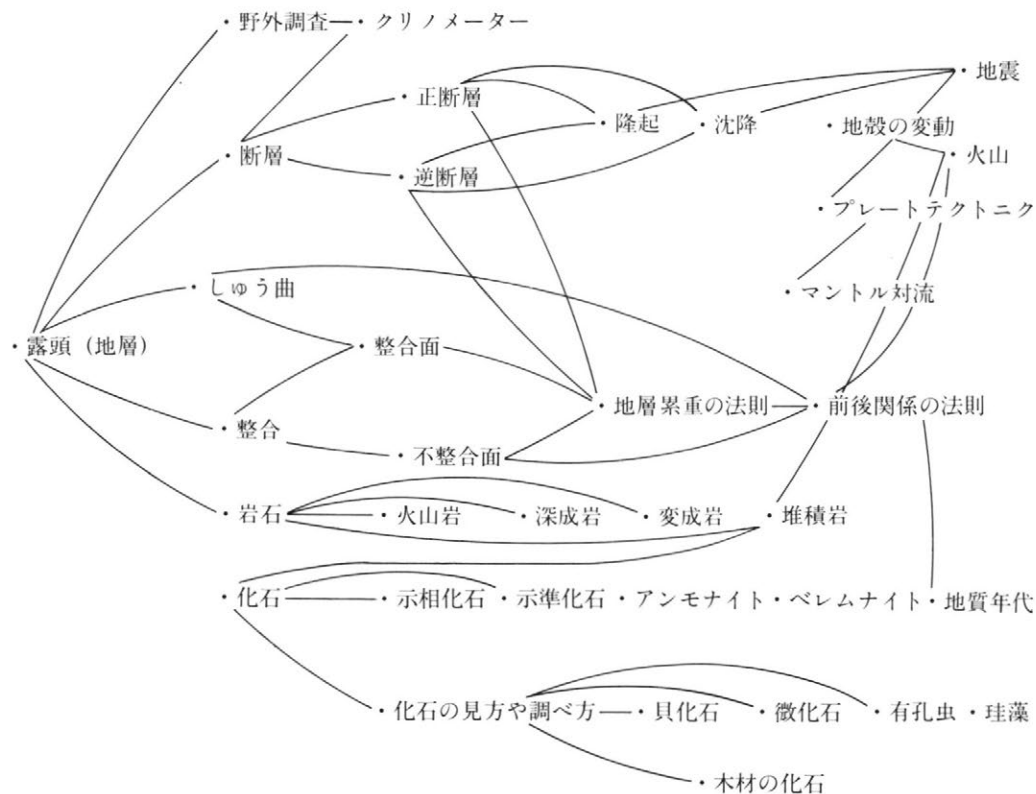 ・野外調査・クリノメーター
・地震
・正断層
・隆起 ・沈降 ・地殻の変動
・断層 ・火山
・逆断層
・プレートテクトニク
・しゅう曲 ・マントル対流
・露頭（地層） ・整合面
・地層累重の法則 ・前後関係の法則
・整合
・不整合面
・岩石 ・火山岩 ・深成岩 ・変成岩 ・堆積岩
・化石 ・示相化石 ・示準化石 ・アンモナイト・ベレムナイト・地質年代
・化石の見方や調べ方 ・貝化石 ・微化石 ・有孔虫 ・珪藻
・木材の化石